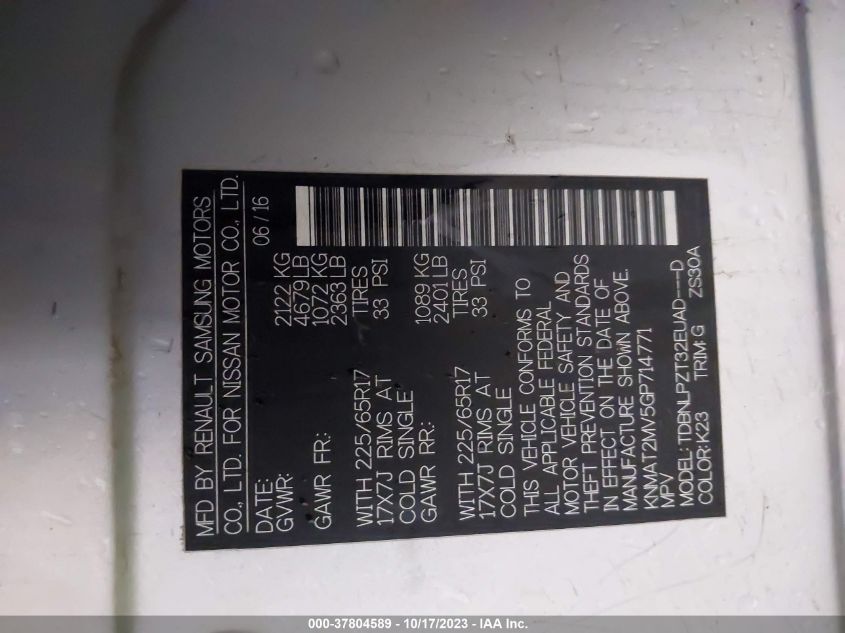 MFD BY RENAULT SAMSUNG MOTORS
CO., LTD. FOR NISSAN MOTOR CO., LTD.
DATE: 06 / 16
GVWR: 2122 KG
4679 LB
GAWR FR: 1072 KG
2363 LB
WITH 225/65R17 TIRES
17X7J RIMS AT 33 PSI
COLD SINGLE
GAWR RR: 1089 KG
2401 LB
WITH 225/65R17 TIRES
17X7J RIMS AT 33 PSI
COLD SINGLE
THIS VEHICLE CONFORMS TO
ALL APPLICABLE FEDERAL
MOTOR VEHICLE SAFETY AND
THEFT PREVENTION STANDARDS
IN EFFECT ON THE DATE OF
MANUFACTURE SHOWN ABOVE.
KNMAT2MV5GP714771
MPV
MODEL: TDBNLPZT32EUAD---D
COLOR:K23 TRIM: G ZS30A
000-37804589 - 10/17/2023 - IAA Inc.